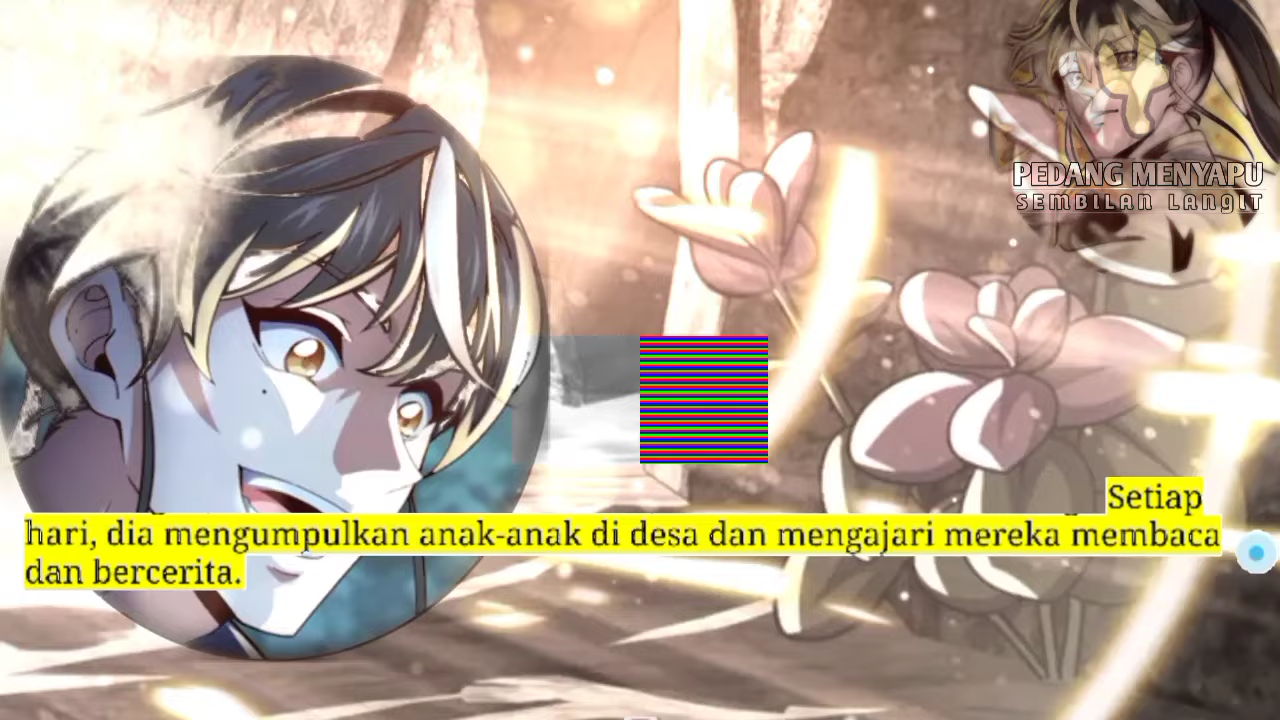 PEDANG MENYAPU
SEMBILAN LANGIT
Setiap
hari, dia mengumpulkan anak-anak di desa dan mengajari mereka membaca
dan bercerita.